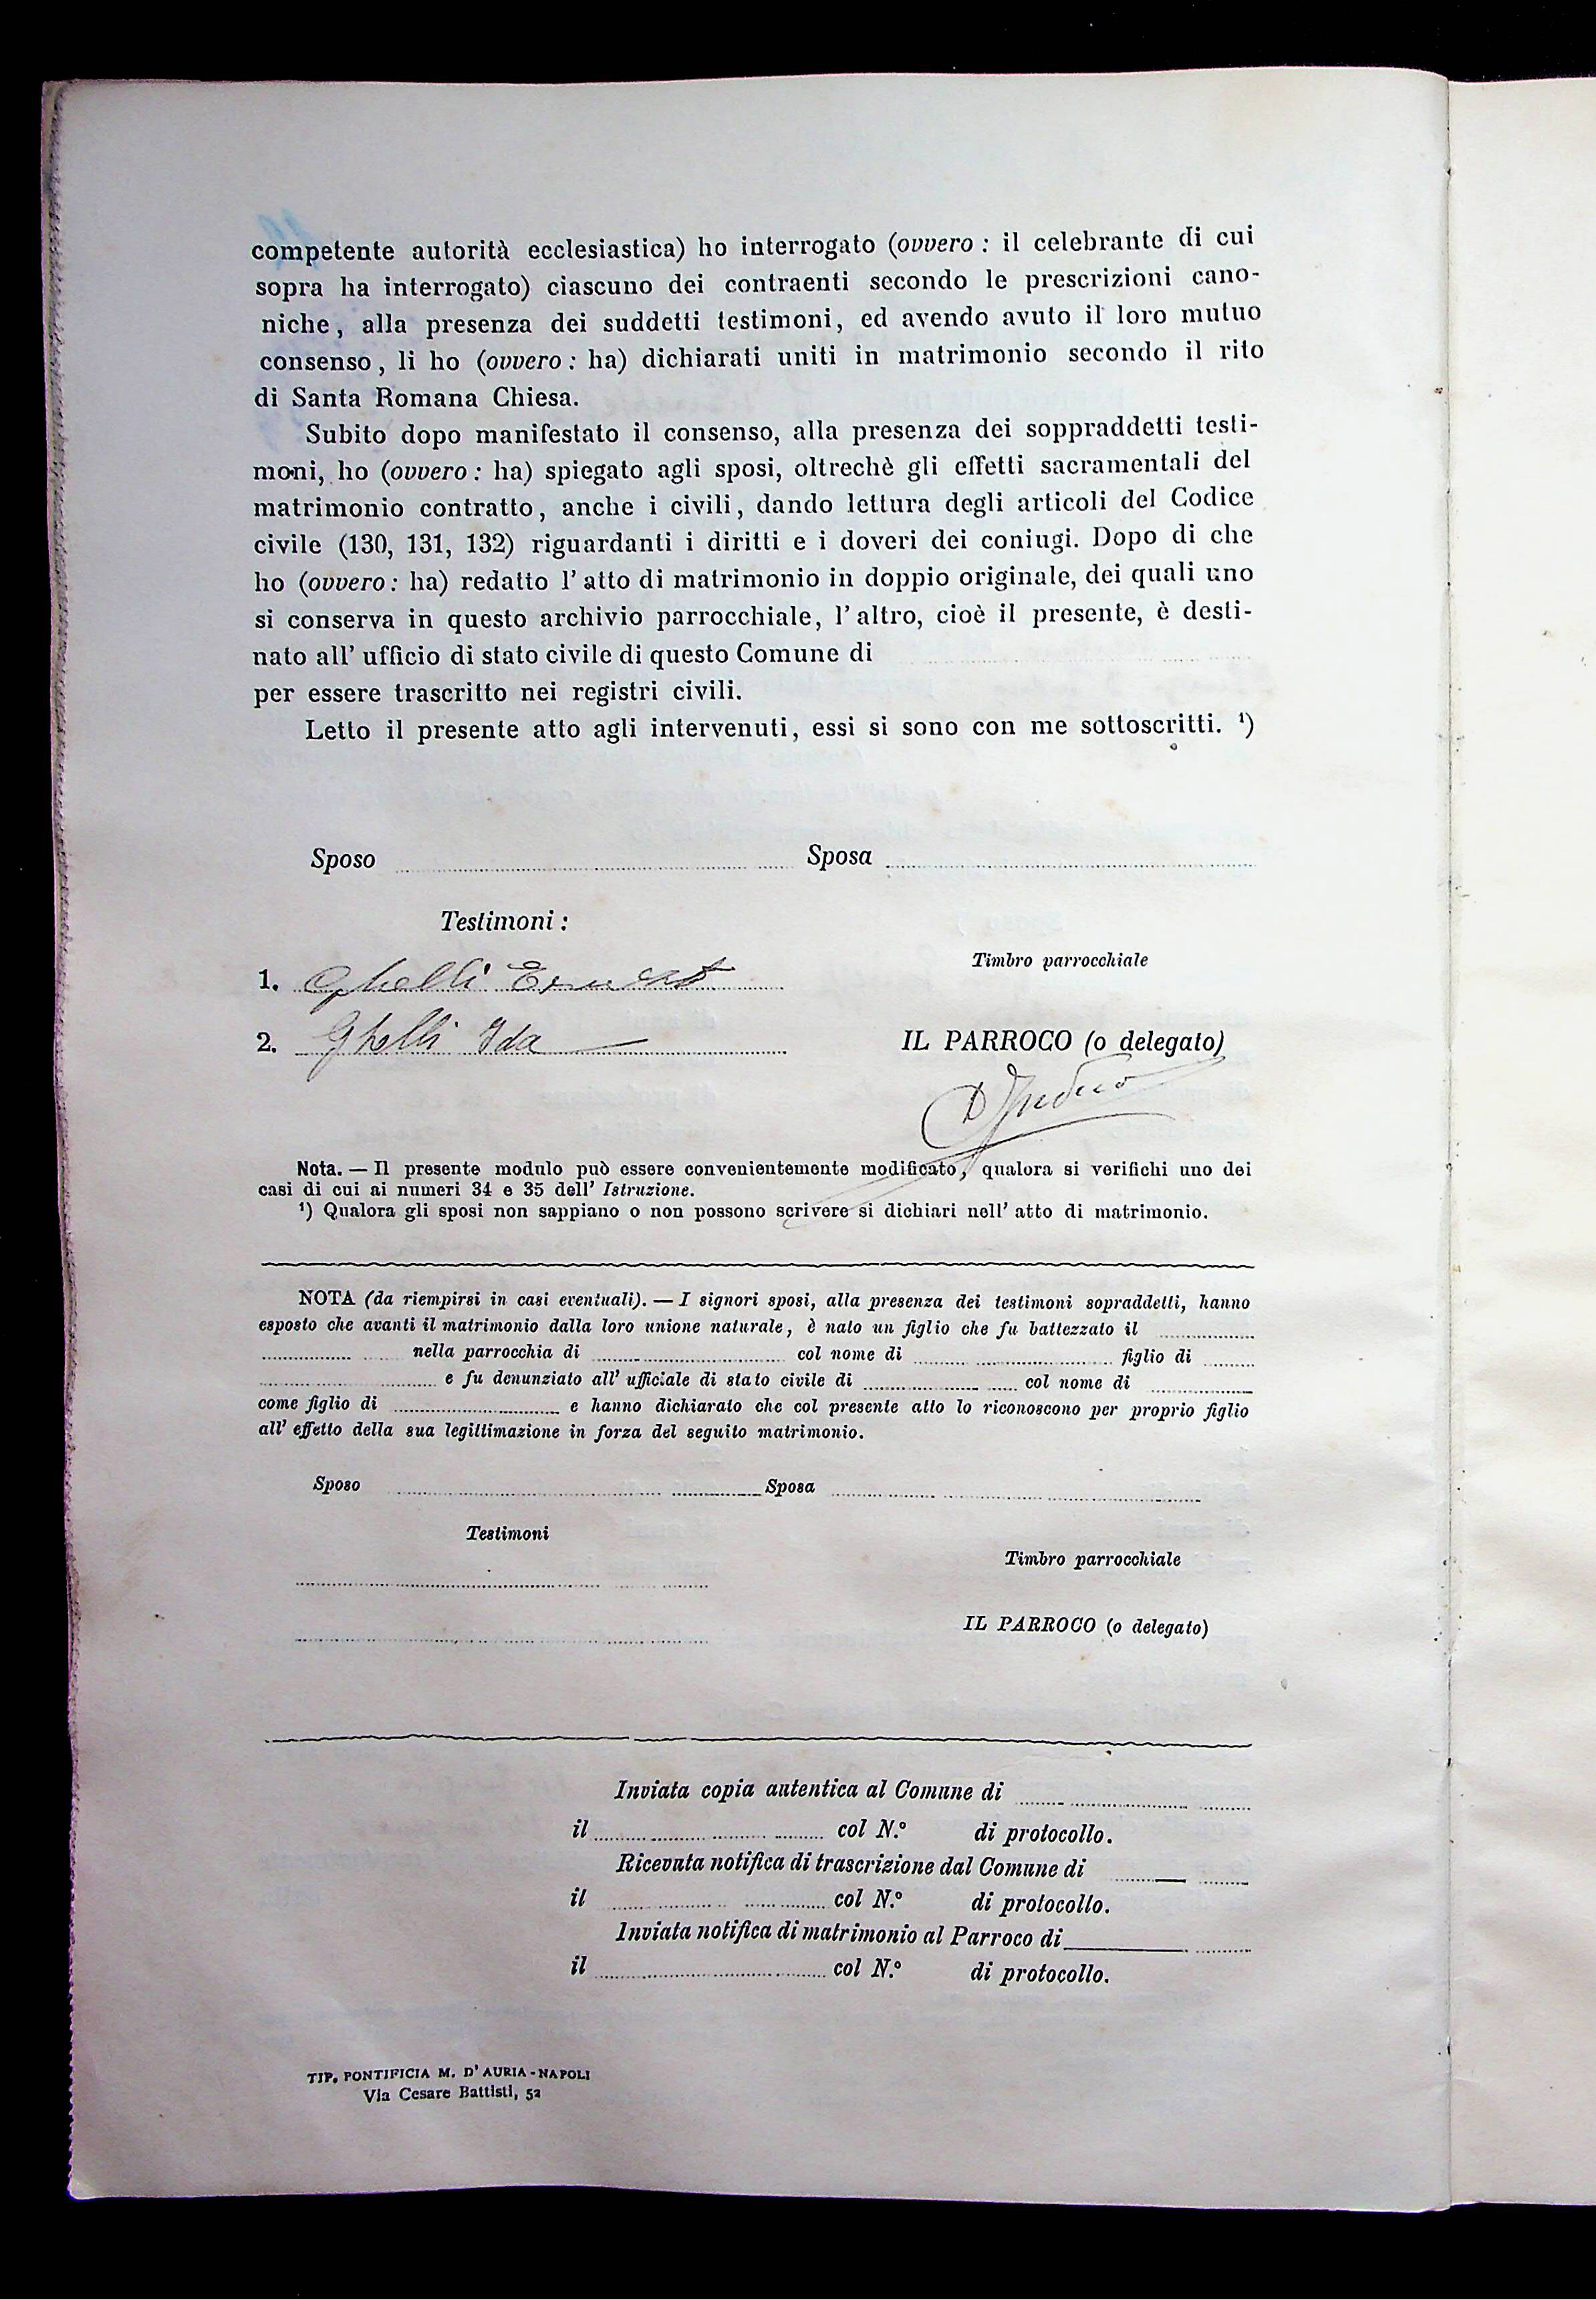 competente autorità ecclesiastica) ho interrogato (ovvero : il celebrante di cui
sopra ha interrogato) ciascuno dei contraenti secondo le prescrizioni cano-
niche, alla presenza dei suddetti testimoni, ed avendo avuto il loro mutuo
consenso, li ho (ovvero : ha) dichiarati uniti in matrimonio secondo il rito
di Santa Romana Chiesa.
Subito dopo manifestato il consenso, alla presenza dei soppraddetti testi-
moni, ho (ovvero : ha) spiegato agli sposi, oltrechè gli effetti sacramentali del
matrimonio contratto, anche i civili, dando lettura degli articoli del Codice
civile (130, 131, 132) riguardanti i diritti e i doveri dei coniugi. Dopo di che
ho (ovvero : ha) redatto l' atto di matrimonio in doppio originale, dei quali uno
si conserva in questo archivio parrocchiale, l' altro, cioè il presente, è desti-
nato all' ufficio di stato civile di questo Comune di
per essere trascritto nei registri civili.
Letto il presente atto agli intervenuti, essi si sono con me sottoscritti. ¹)
Sposo Sposa
Testimoni :
Timbro parrocchiale
1. Ghelli
2. Ghelli Ida
IL PARROCO (o delegato)
Nota. — Il presente modulo può essere convenientemente modificato, qualora si verifichi uno dei
casi di cui ai numeri 34 e 35 dell' Istruzione.
¹) Qualora gli sposi non sappiano o non possono scrivere si dichiari nell' atto di matrimonio.
NOTA (da riempirsi in casi eventuali). — I signori sposi, alla presenza dei testimoni sopraddetti, hanno
esposto che avanti il matrimonio dalla loro unione naturale, è nato un figlio che fu battezzato il
nella parrocchia di col nome di figlio di
e fu denunziato all' ufficiale di stato civile di col nome di
come figlio di e hanno dichiarato che col presente atto lo riconoscono per proprio figlio
all' effetto della sua legittimazione in forza del seguito matrimonio.
Sposo Sposa
Testimoni
Timbro parrocchiale
IL PARROCO (o delegato)
Inviata copia autentica al Comune di
il col N.º di protocollo.
Ricevuta notifica di trascrizione dal Comune di
il col N.º di protocollo.
Inviata notifica di matrimonio al Parroco di
il col N.º di protocollo.
TIP. PONTIFICIA M. D' AURIA - NAPOLI
Via Cesare Battisti, 52